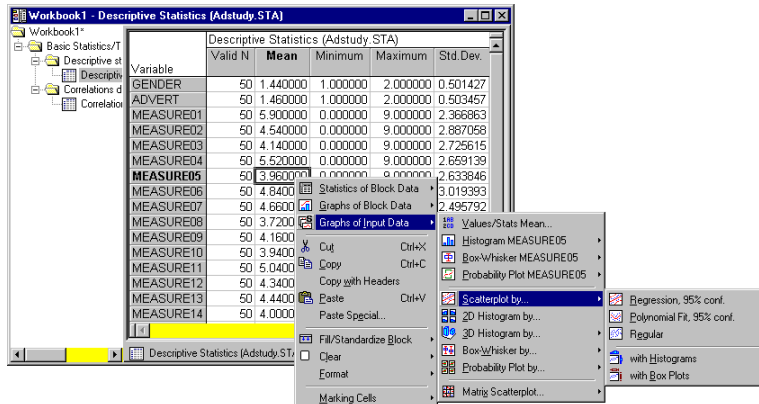 Workbook1 - Descriptive Statistics (Adstudy.STA)
Workbook1*
Basic Statistics/T
Descriptive st
Descriptiv
Correlations d
Correlation
Descriptive Statistics (Adstudy.STA)
Variable Valid N Mean Minimum Maximum Std.Dev.
GENDER 50 1.440000 1.000000 2.000000 0.501427
ADVERT 50 1.460000 1.000000 2.000000 0.503457
MEASURE01 50 5.900000 0.000000 9.000000 2.366863
MEASURE02 50 4.540000 0.000000 9.000000 2.887058
MEASURE03 50 4.140000 0.000000 9.000000 2.725615
MEASURE04 50 5.520000 0.000000 9.000000 2.659139
MEASURE05 50 3.960000 0.000000 9.000000 2.633846
MEASURE06 50 4.8400 3.019393
MEASURE07 50 4.6600 2.495792
MEASURE08 50 3.7200
MEASURE09 50 4.1600
MEASURE10 50 3.9400
MEASURE11 50 5.0400
MEASURE12 50 4.3400
MEASURE13 50 4.4400
MEASURE14 50 4.0000
Descriptive Statistics (Adstudy.STA
Statistics of Block Data
Graphs of Block Data
Graphs of Input Data
Cut Ctrl+X
Copy Ctrl+C
Copy with Headers
Paste Ctrl+V
Paste Special...
Fill/Standardize Block
Clear
Format
Marking Cells
Values/Stats Mean...
Histogram MEASURE05
Box-Whisker MEASURE05
Probability Plot MEASURE05
Scatterplot by...
2D Histogram by...
3D Histogram by...
Box-Whisker by...
Probability Plot by...
Matrix Scatterplot...
Regression, 95% conf.
Polynomial Fit, 95% conf.
Regular
with Histograms
with Box Plots